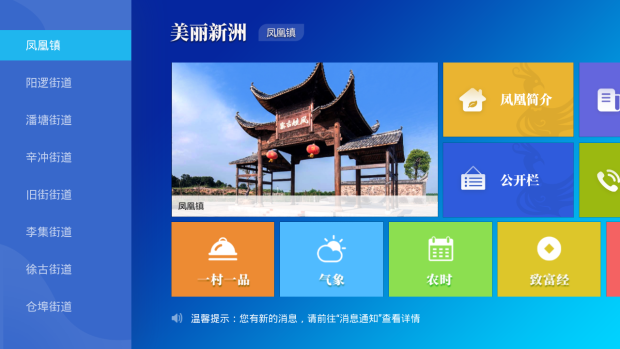 美丽新洲
凤凰镇
凤凰镇
阳逻街道
潘塘街道
辛冲街道
旧街街道
李集街道
徐古街道
仓埠街道
凤凰镇
凤凰简介
公开栏
一村一品
气象
农时
致富经
温馨提示：您有新的消息，请前往“消息通知”查看详情